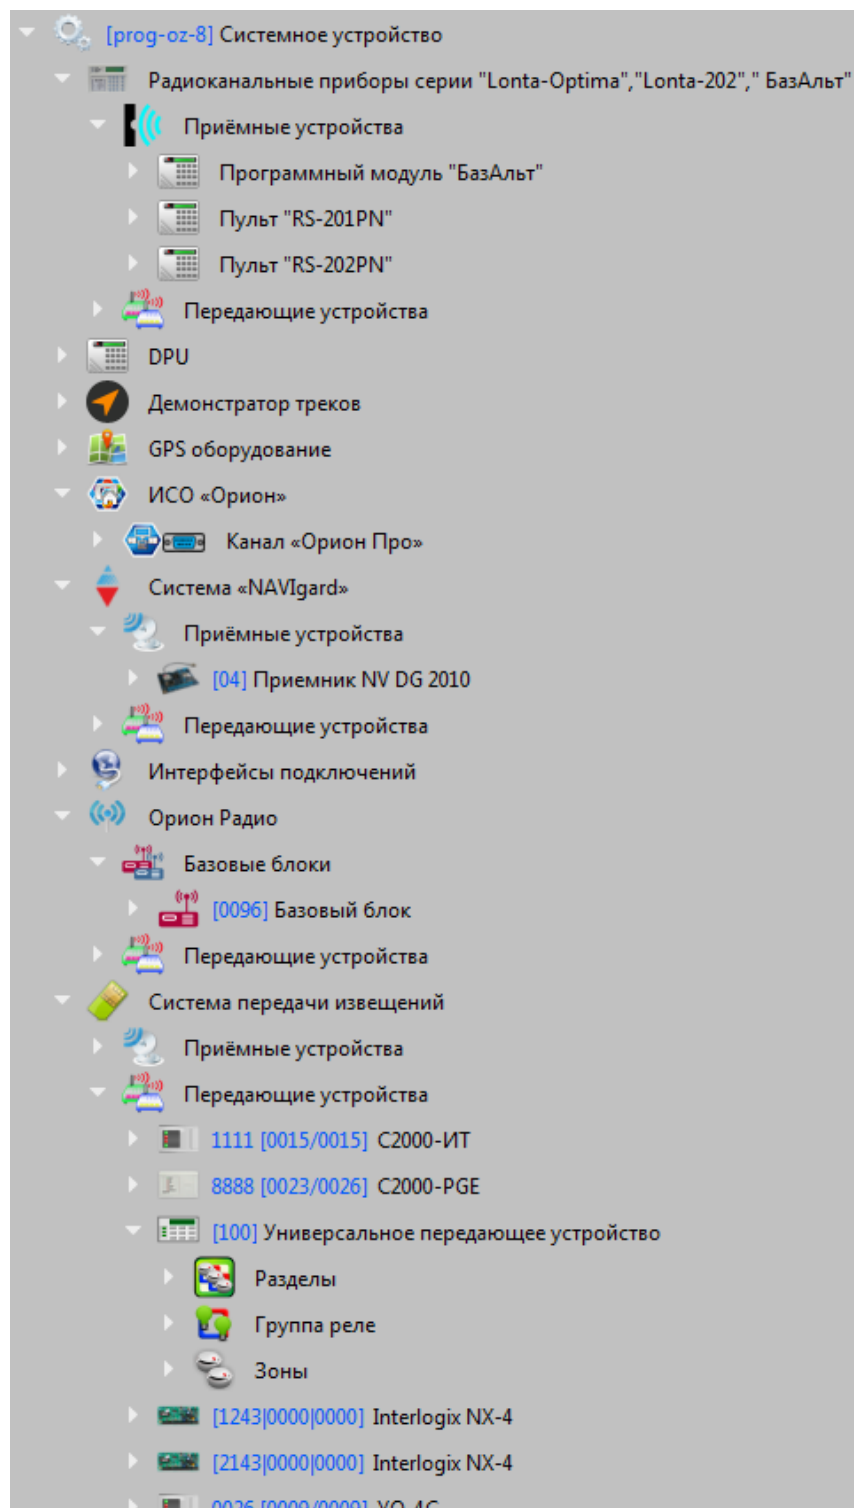 [prog-oz-8] Системное устройство
Радиоканальные приборы серии "Lonta-Optima","Lonta-202"," БазАльт"
Приёмные устройства
Программный модуль "БазАльт"
Пульт "RS-201PN"
Пульт "RS-202PN"
Передающие устройства
DPU
Демонстратор треков
GPS оборудование
ИСО «Орион»
Канал «Орион Про»
Система «NAVIgard»
Приёмные устройства
[04] Приемник NV DG 2010
Передающие устройства
Интерфейсы подключений
Орион Радио
Базовые блоки
[0096] Базовый блок
Передающие устройства
Система передачи извещений
Приёмные устройства
Передающие устройства
1111 [0015/0015] С2000-ИТ
8888 [0023/0026] С2000-PGE
[100] Универсальное передающее устройство
Разделы
Группа реле
Зоны
[1243|0000|0000] Interlogix NX-4
[2143|0000|0000] Interlogix NX-4